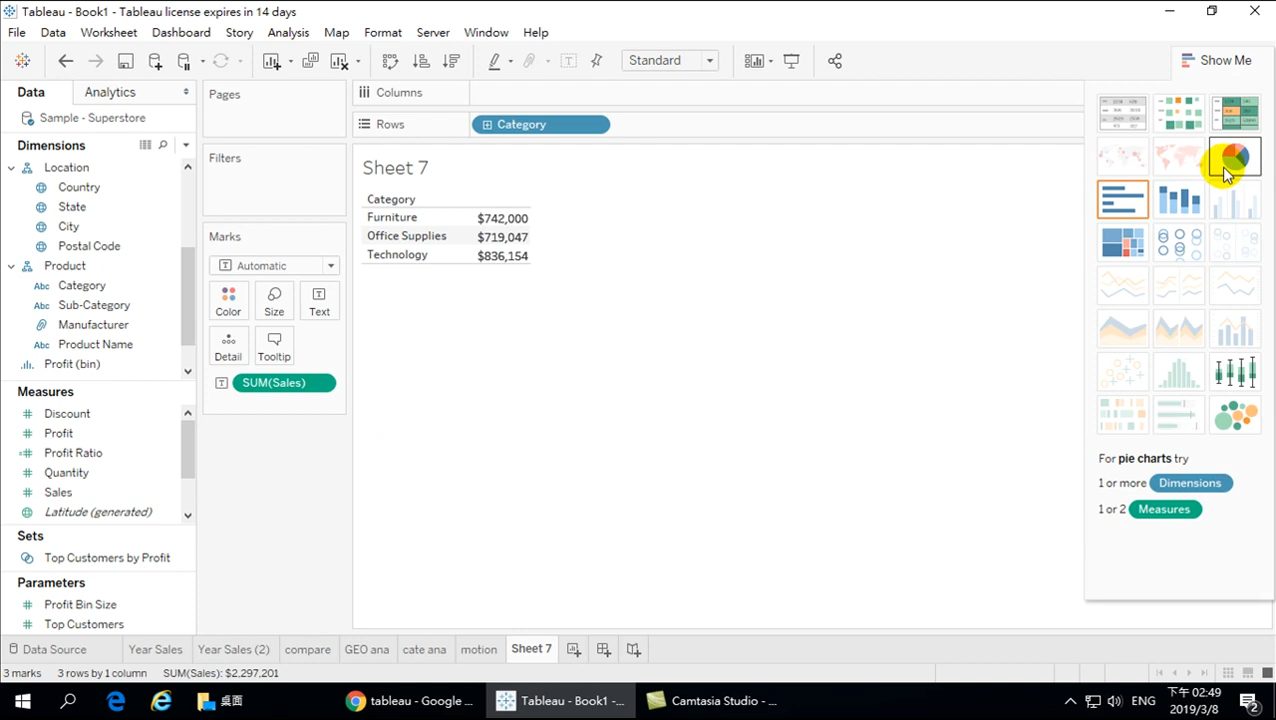 Tableau - Book1 - Tableau license expires in 14 days
File Data Worksheet Dashboard Story Analysis Map Format Server Window Help
Standard
Show Me
Data Analytics
Sample - Superstore
Dimensions
Location
Country
State
City
Postal Code
Product
Abc Category
Abc Sub-Category
Manufacturer
Abc Product Name
Profit (bin)
Measures
Discount
Profit
Profit Ratio
Quantity
Sales
Latitude (generated)
Sets
Top Customers by Profit
Parameters
Profit Bin Size
Top Customers
Pages
Filters
Marks
Automatic
Color Size Text
Detail Tooltip
SUM(Sales)
Columns
Rows Category
Sheet 7
Category
Furniture $742,000
Office Supplies $719,047
Technology $836,154
For pie charts try
1 or more Dimensions
1 or 2 Measures
Data Source Year Sales Year Sales (2) compare GEO ana cate ana motion Sheet 7
3 marks 3 rows by 1 column SUM(Sales): $2,297,201
桌面 tableau - Google ... Tableau - Book1 -... Camtasia Studio - ... ENG 下午 02:49
2019/3/8 2